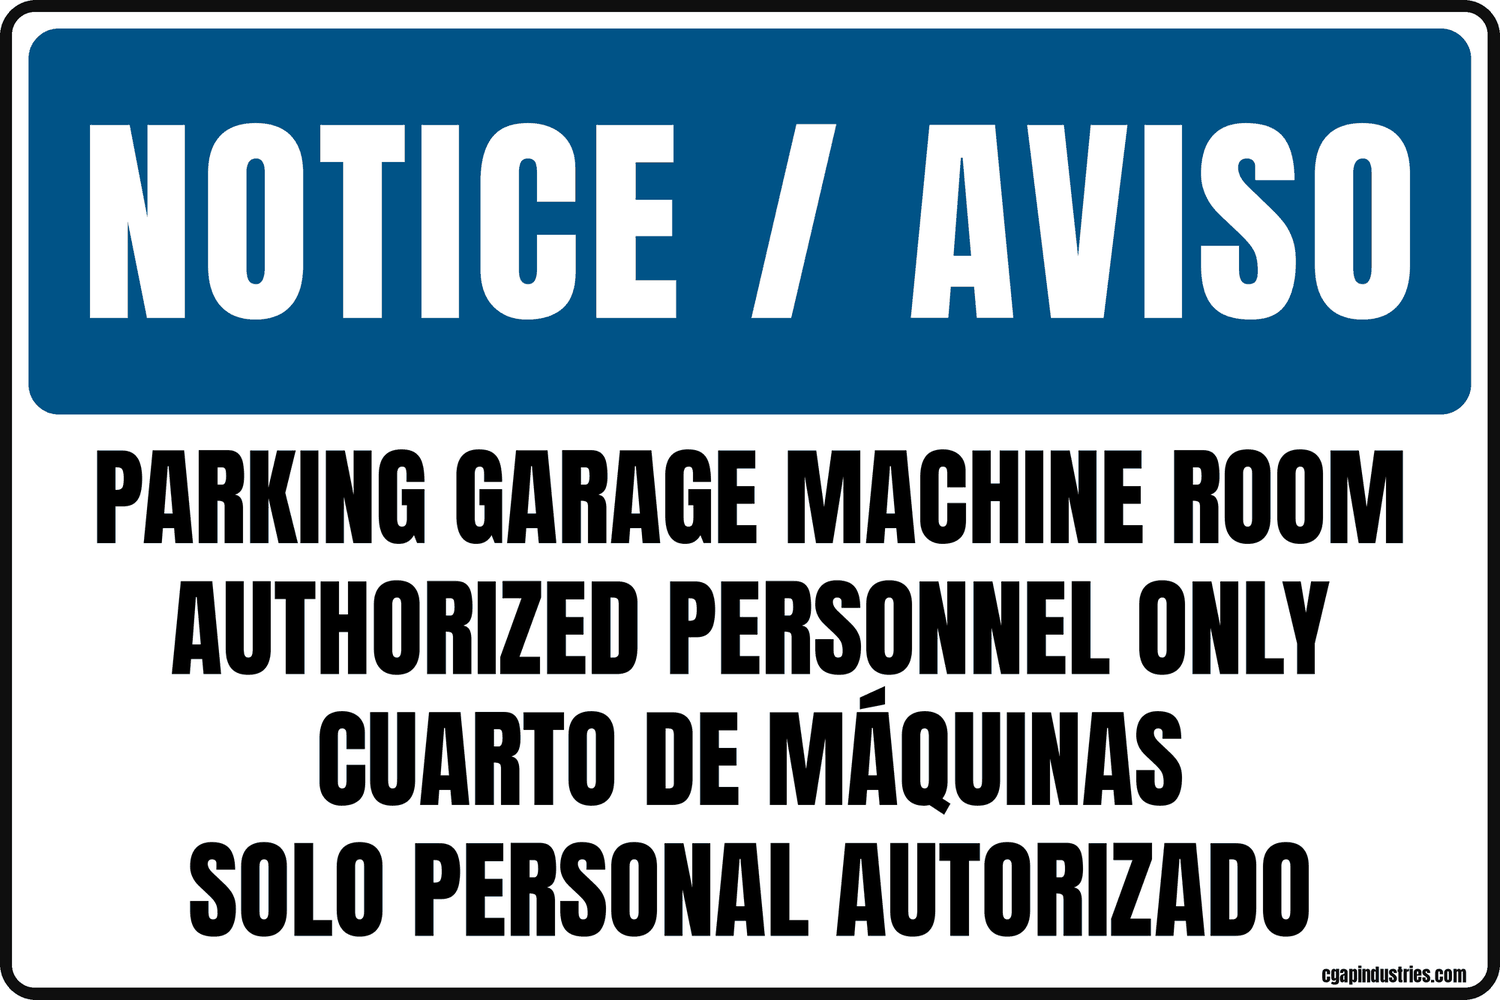 NOTICE / AVISO
PARKING GARAGE MACHINE ROOM
AUTHORIZED PERSONNEL ONLY
CUARTO DE MÁQUINAS
SOLO PERSONAL AUTORIZADO
cgapindustries.com